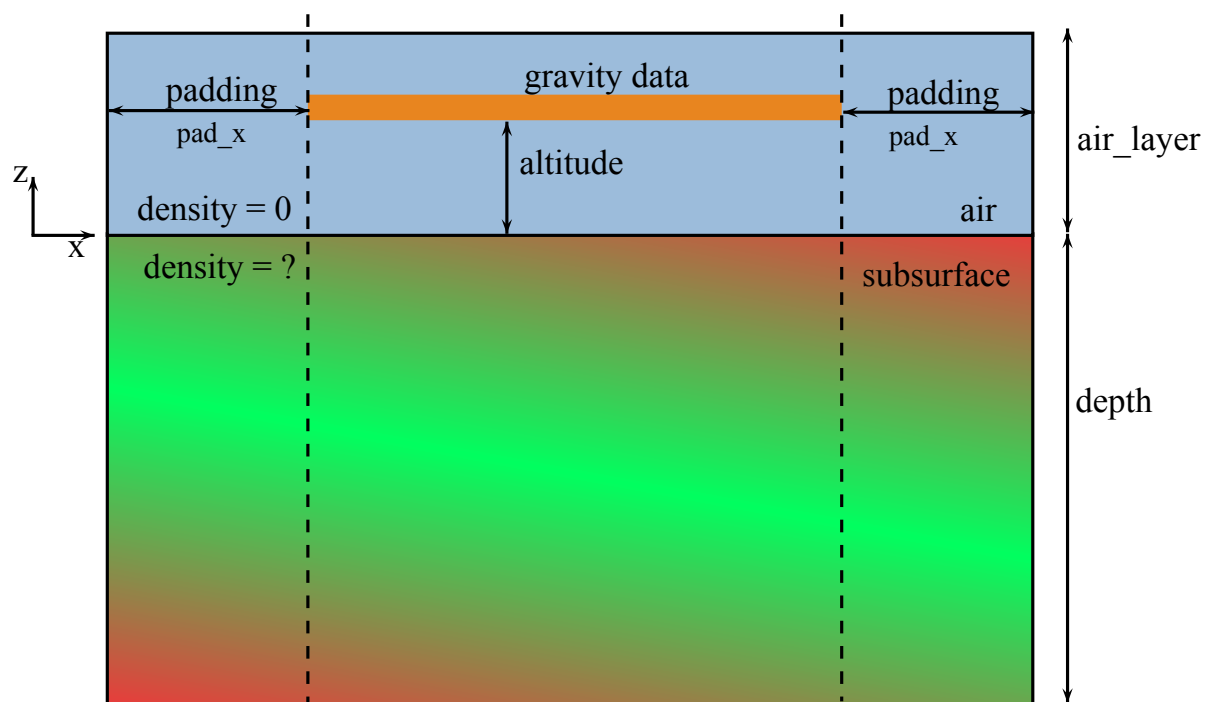 gravity data
padding
pad_x
padding
pad_x
altitude
air_layer
z
x
density = 0
air
density = ?
subsurface
depth